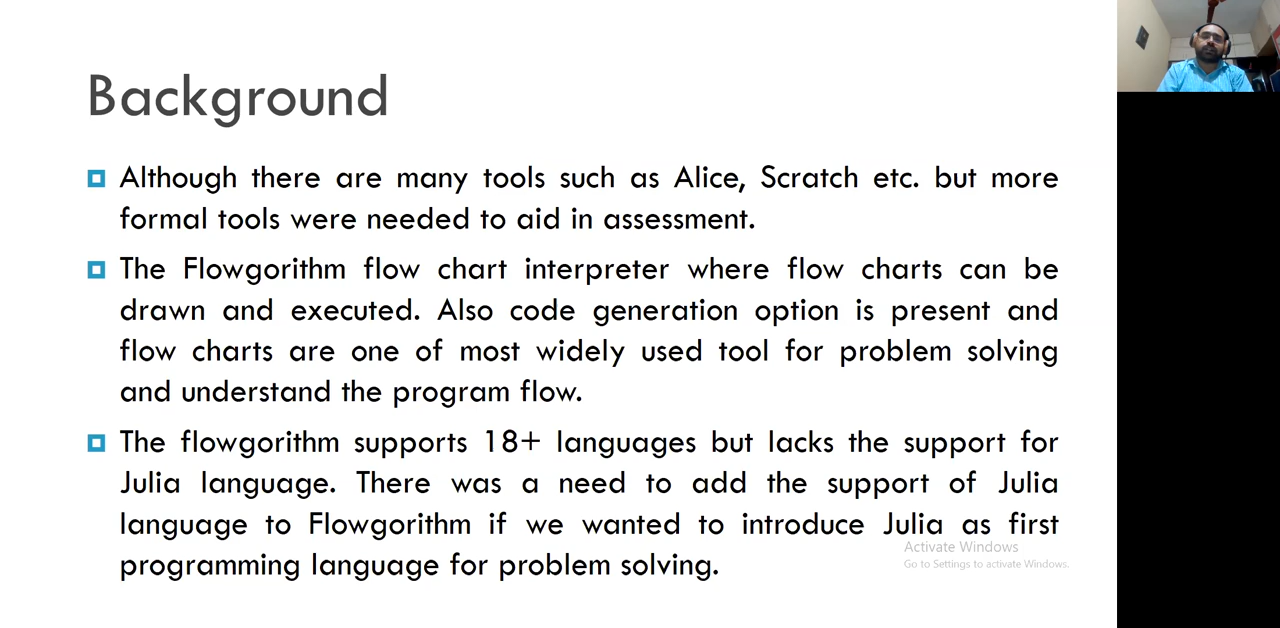 Background
Although there are many tools such as Alice, Scratch etc. but more
formal tools were needed to aid in assessment.
The Flowgorithm flow chart interpreter where flow charts can be
drawn and executed. Also code generation option is present and
flow charts are one of most widely used tool for problem solving
and understand the program flow.
The flowgorithm supports 18+ languages but lacks the support for
Julia language. There was a need to add the support of Julia
language to Flowgorithm if we wanted to introduce Julia as first
programming language for problem solving.
Activate Windows
Go to Settings to activate Windows.